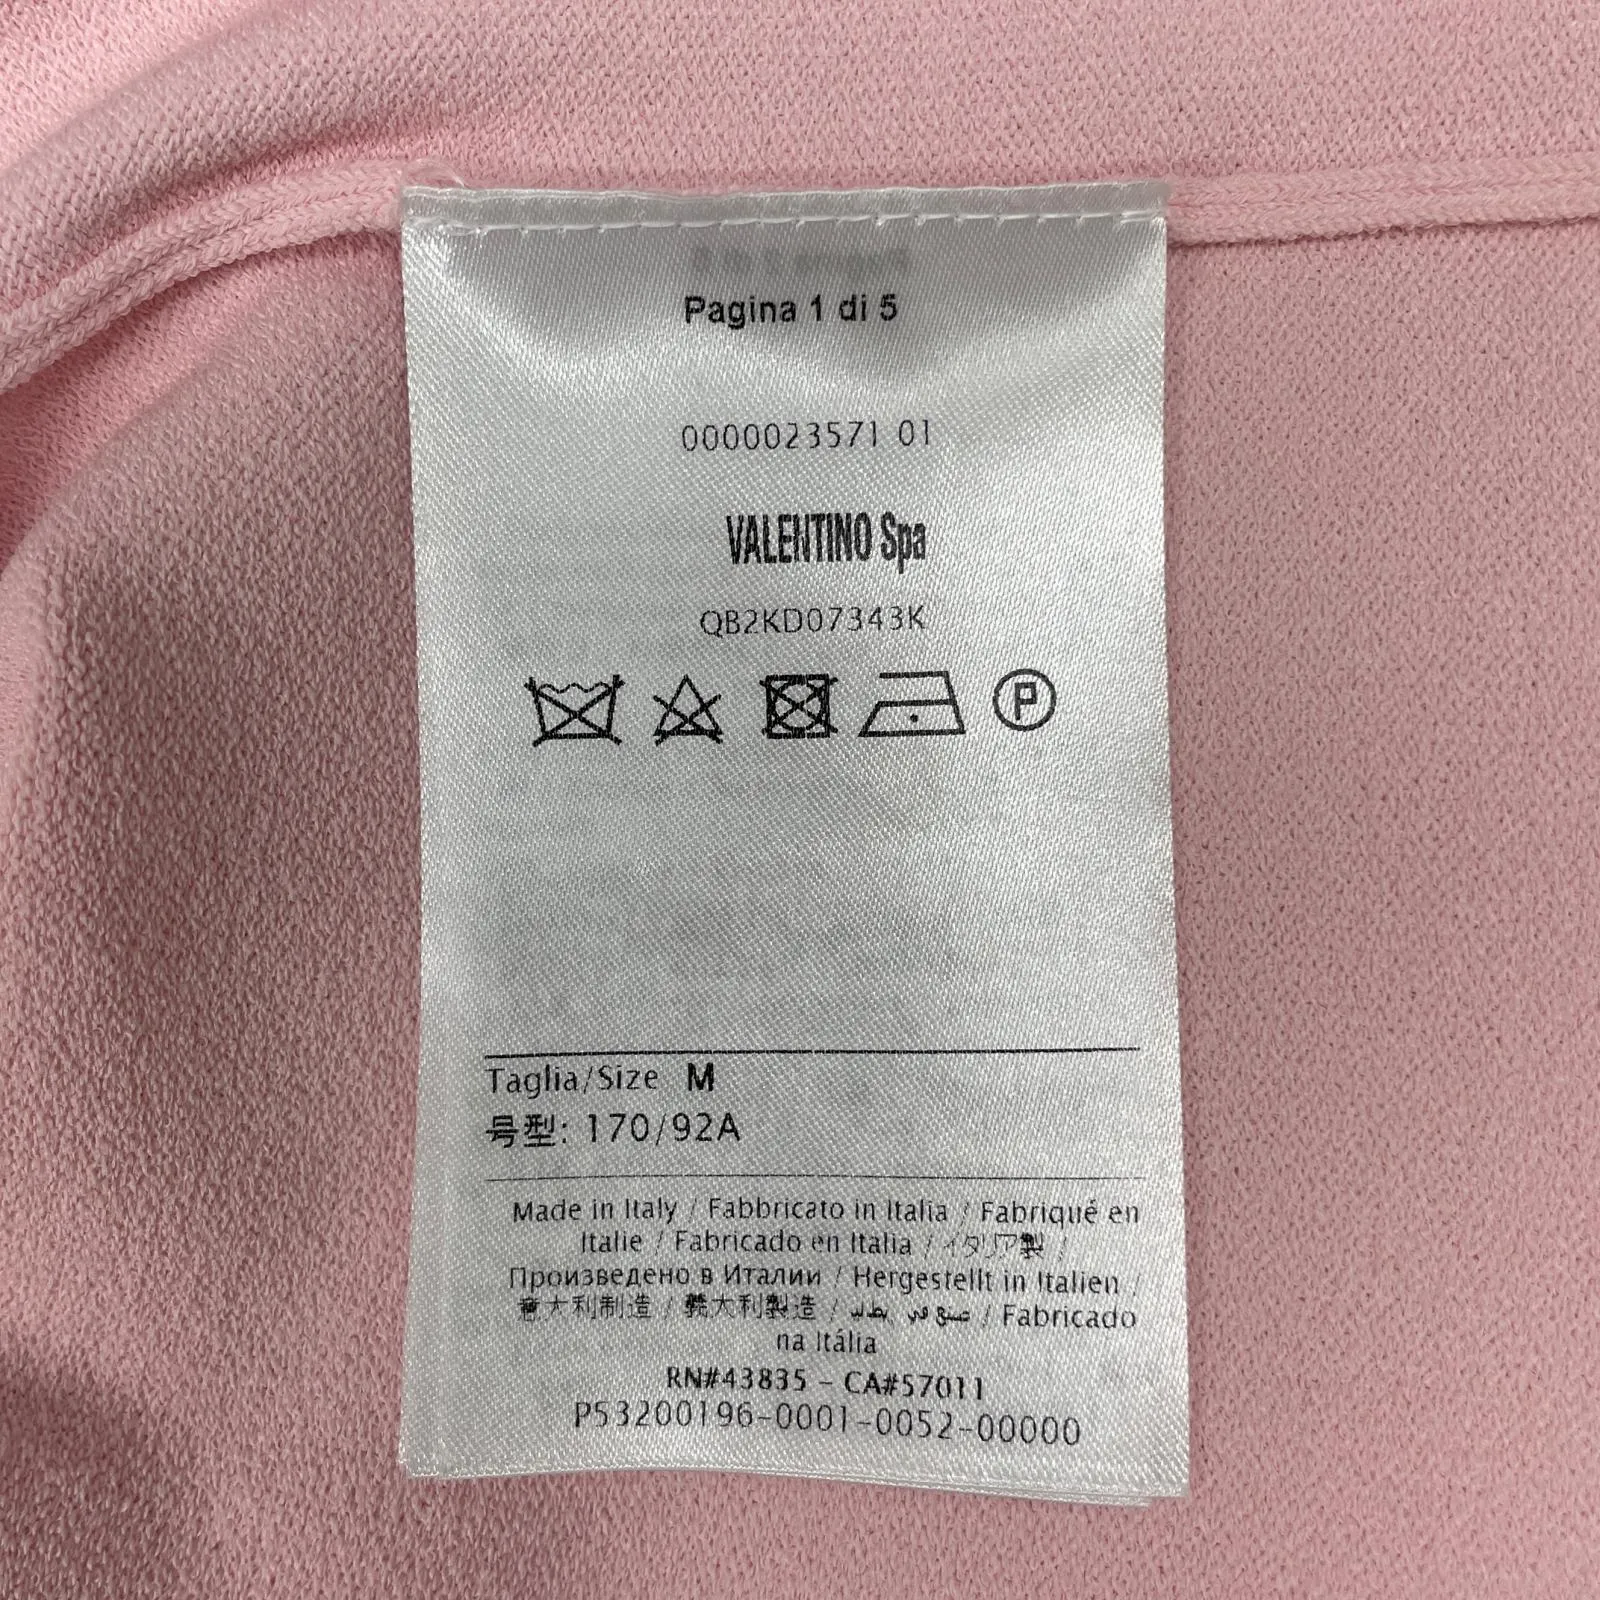 Pagina 1 di 5
0000023571 01
VALENTINO Spa
QB2KD07343K
P
Taglia/Size M
号型: 170/92A
Made in Italy / Fabbricato in Italia / Fabriqué en
Italie / Fabricado en Italia / イタリア製 /
Произведено в Италии / Hergestellt in Italien /
意大利制造 / 義大利製造 / صنع في إيطاليا / Fabricado
na Itália
RN#43835 - CA#57011
P53200196-0001-0052-00000